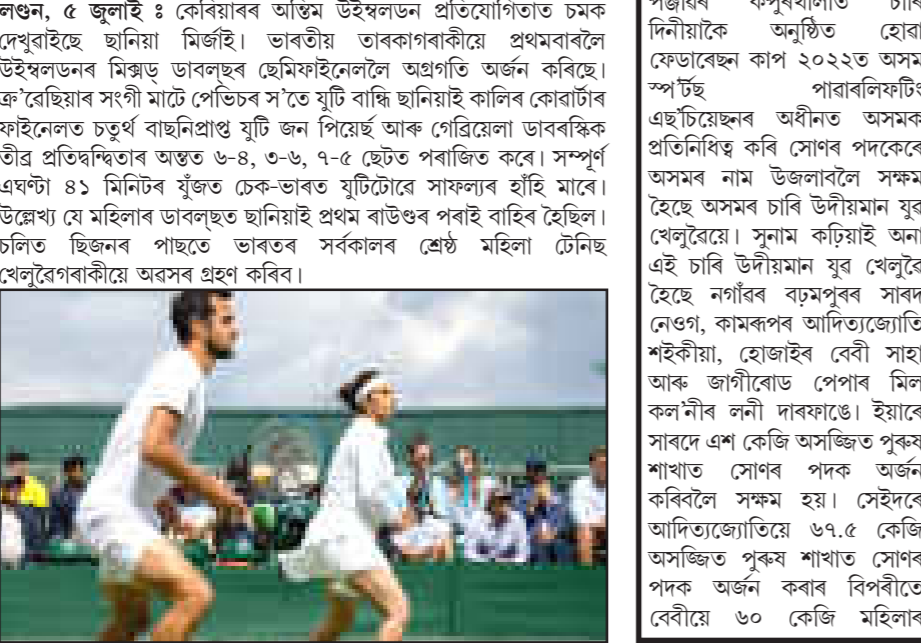 লণ্ডন, ৫ জুলাই ঃ কেৰিয়াৰৰ অন্তিম উইম্বলডন প্ৰতিযোগিতাত চমক
দেখুৱাইছে ছানিয়া মিৰ্জাই। ভাৰতীয় তাৰকাগৰাকীয়ে প্ৰথমবাৰলৈ
উইম্বলডনৰ মিক্সড্ ডাবল্‌ছৰ ছেমিফাইনেললৈ অগ্ৰগতি অৰ্জন কৰিছে।
ক্ৰ'ৱেছিয়াৰ সংগী মাটে পেভিচৰ স'তে যুটি বান্ধি ছানিয়াই কালিৰ কোৱাৰ্টাৰ
ফাইনেলত চতুৰ্থ বাছনিপ্ৰাপ্ত যুটি জন পিয়েৰ্ছ আৰু গেব্ৰিয়েলা ডাবৰস্কিক
তীব্ৰ প্ৰতিদ্বন্দ্বিতাৰ অন্তত ৬-৪, ৩-৬, ৭-৫ ছেটত পৰাজিত কৰে। সম্পূৰ্ণ
এঘণ্টা ৪১ মিনিটৰ যুঁজত চেক-ভাৰত যুটিটোৱে সাফল্যৰ হাঁহি মাৰে।
উল্লেখ্য যে মহিলাৰ ডাবল্‌ছত ছানিয়াই প্ৰথম ৰাউণ্ডৰ পৰাই বাহিৰ হৈছিল।
চলিত ছিজনৰ পাছতে ভাৰতৰ সৰ্বকালৰ শ্ৰেষ্ঠ মহিলা টেনিছ
খেলুৱৈগৰাকীয়ে অৱসৰ গ্ৰহণ কৰিব।
পঞ্জাৱৰ কপুৰথালাত চাৰি
দিনীয়াকৈ অনুষ্ঠিত হোৱা
ফেডাৰেছন কাপ ২০২২ত অসম
স্প'ৰ্টছ পাৱাৰলিফটিং
এছ'চিয়েছনৰ অধীনত অসমক
প্ৰতিনিধিত্ব কৰি সোণৰ পদকেৰে
অসমৰ নাম উজলাবলৈ সক্ষম
হৈছে অসমৰ চাৰি উদীয়মান যুৱ
খেলুৱৈয়ে। সুনাম কঢ়িয়াই অনা
এই চাৰি উদীয়মান যুৱ খেলুৱৈ
হৈছে নগাঁৱৰ বঢ়মপুৰৰ সাৰদ
নেওগ, কামৰূপৰ আদিত্যজ্যোতি
শইকীয়া, হোজাইৰ বেবী সাহা
আৰু জাগীৰোড পেপাৰ মিল
কল'নীৰ লনী দাৰফাঙে। ইয়াৰে
সাৰদে এশ কেজি অসজ্জিত পুৰুষ
শাখাত সোণৰ পদক অৰ্জন
কৰিবলৈ সক্ষম হয়। সেইদৰে
আদিত্যজ্যোতিয়ে ৬৭.৫ কেজি
অসজ্জিত পুৰুষ শাখাত সোণৰ
পদক অৰ্জন কৰাৰ বিপৰীতে
বেবীয়ে ৬০ কেজি মহিলাৰ